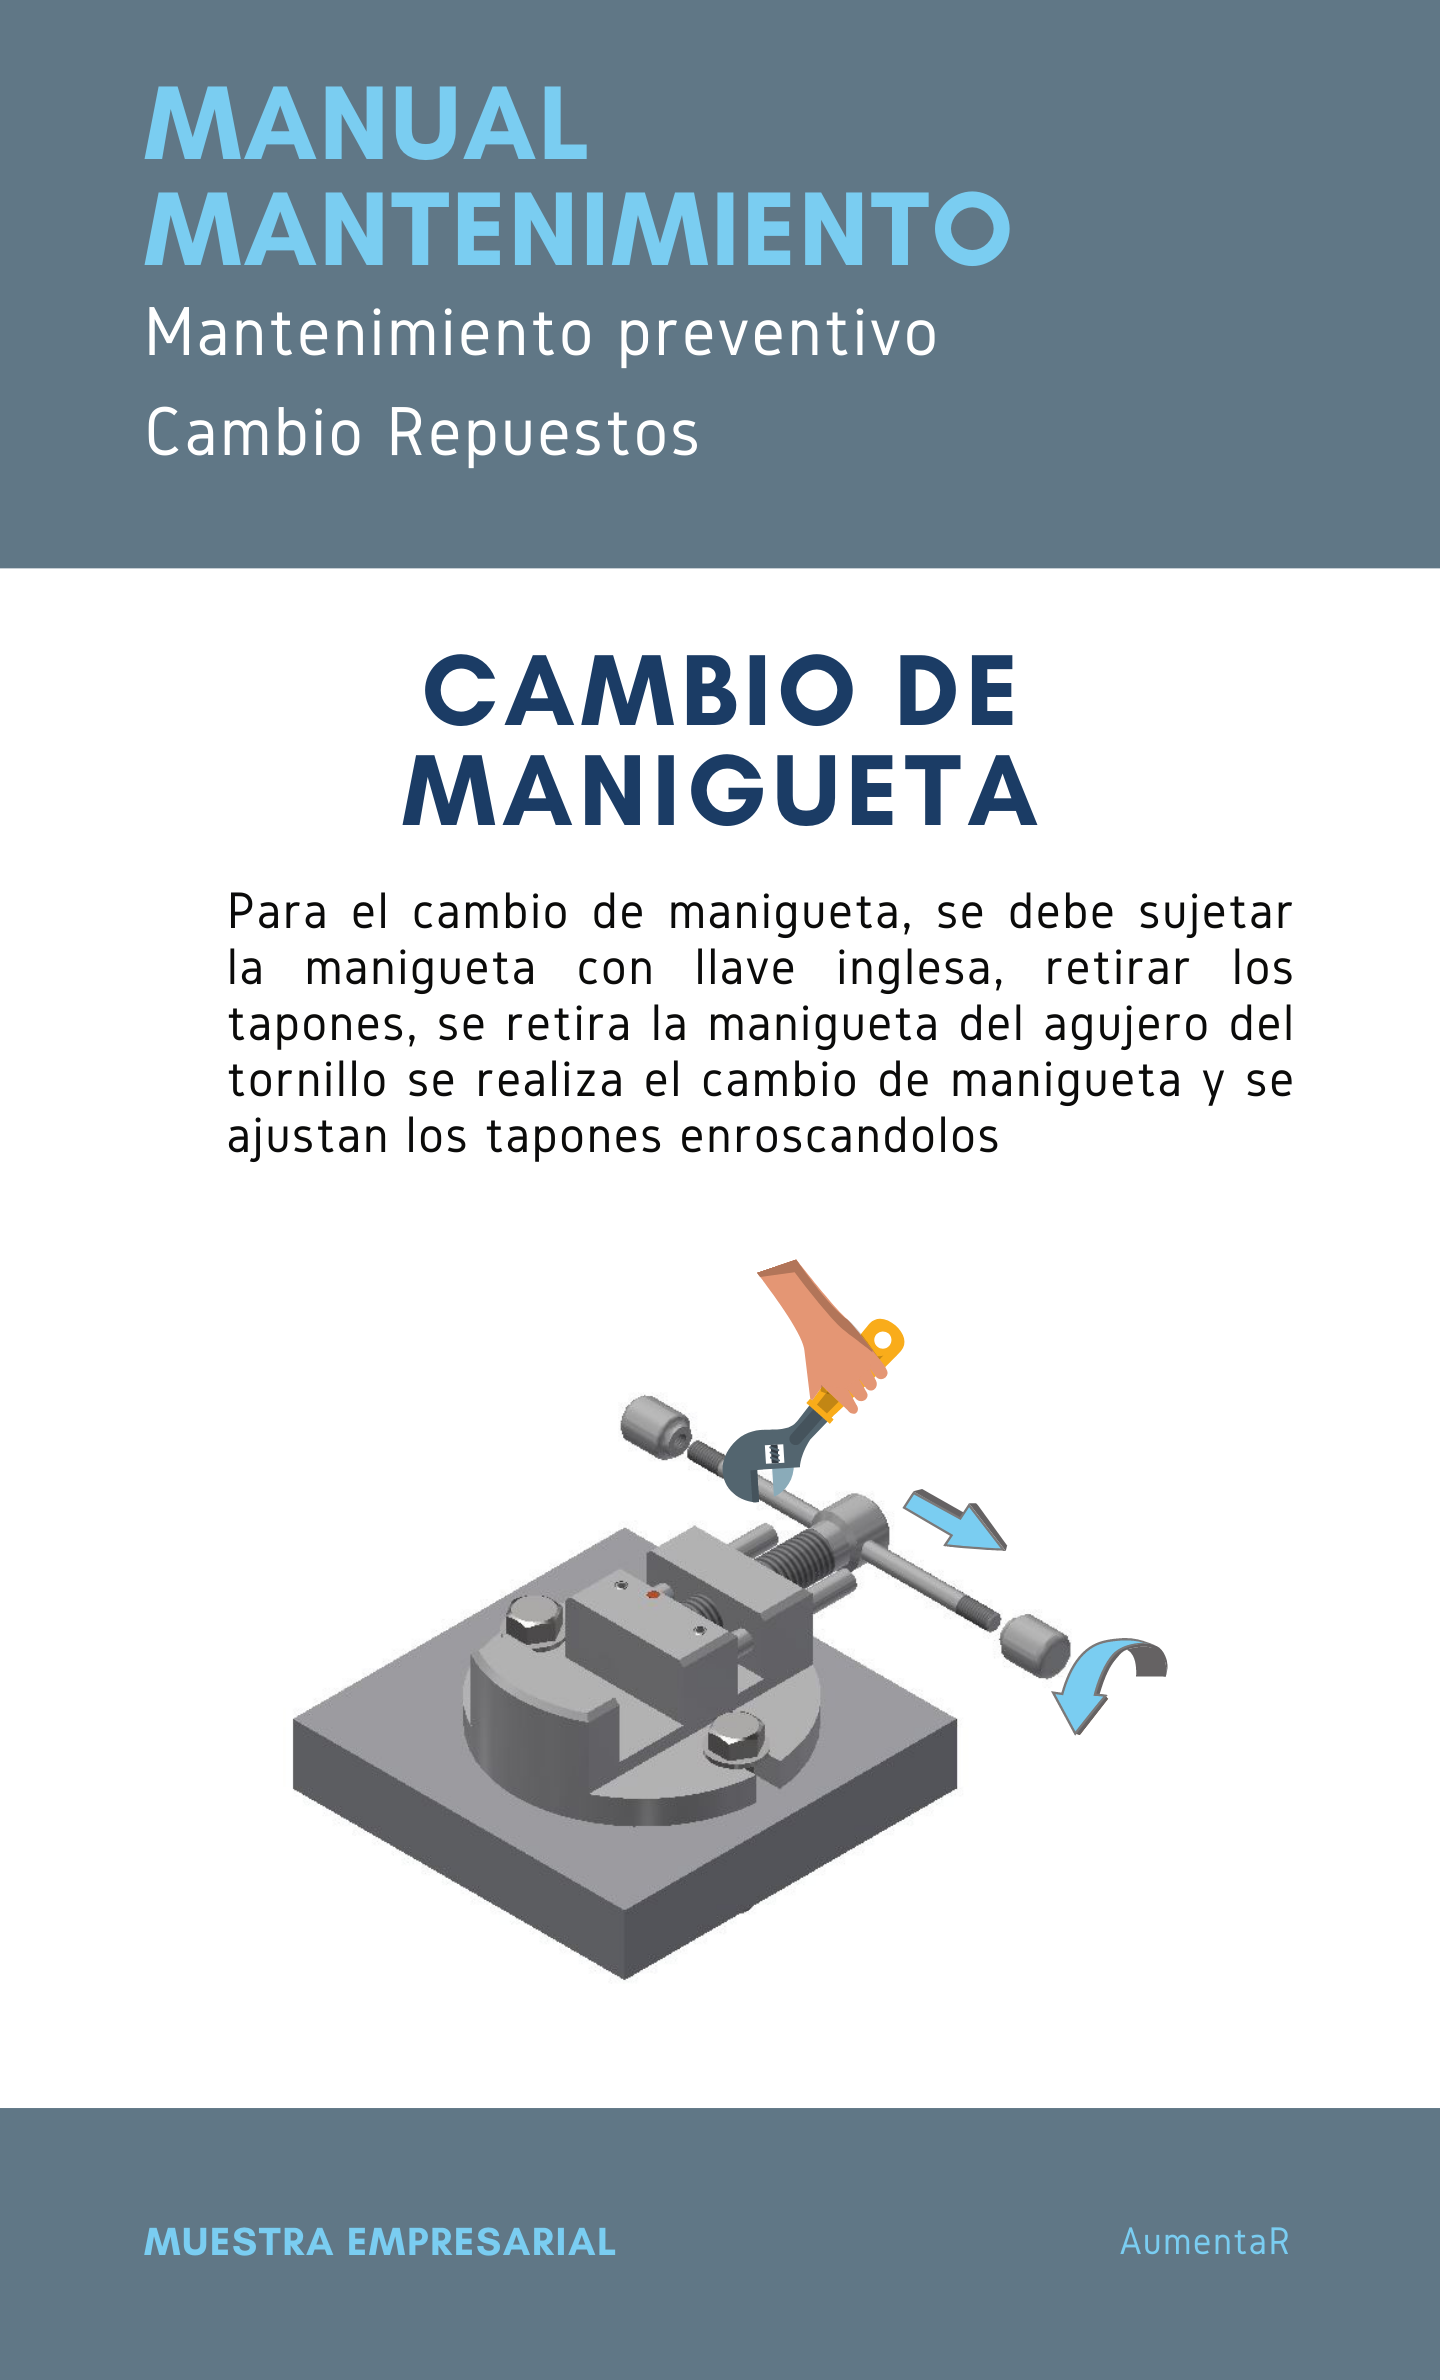 MANUAL
MANTENIMIENTO
Mantenimiento preventivo
Cambio Repuestos
CAMBIO DE
MANIGUETA
Para el cambio de manigueta, se debe sujetar
la manigueta con llave inglesa, retirar los
tapones, se retira la manigueta del agujero del
tornillo se realiza el cambio de manigueta y se
ajustan los tapones enroscandolos
MUESTRA EMPRESARIAL
AumentaR